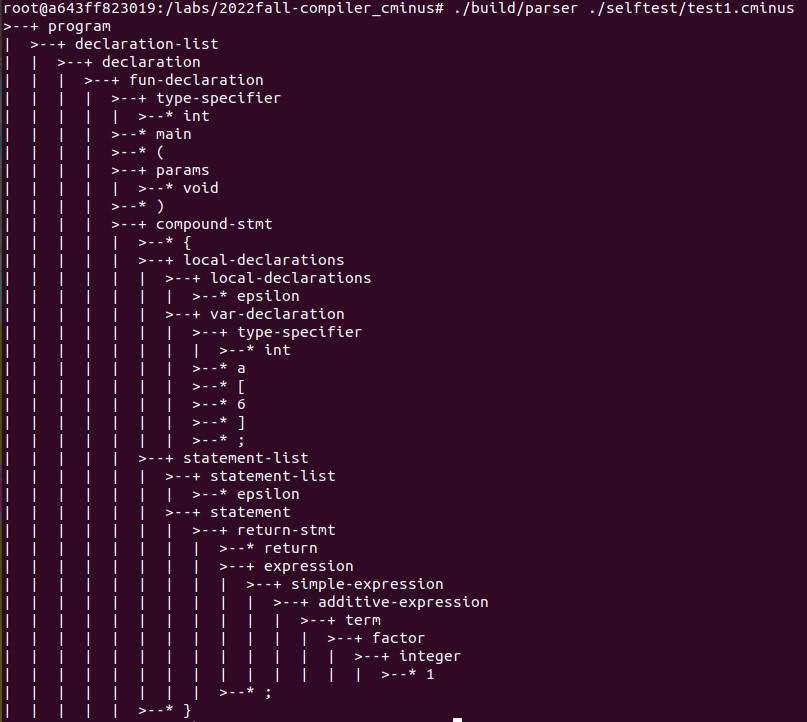 root@a643ff823019:/labs/2022fall-compiler_cminus# ./build/parser ./selftest/test1.cminus
>--+ program
|  >--+ declaration-list
|  |  >--+ declaration
|  |  |  >--+ fun-declaration
|  |  |  |  >--+ type-specifier
|  |  |  |  |  >--* int
|  |  |  |  >--* main
|  |  |  |  >--* (
|  |  |  |  >--+ params
|  |  |  |  |  >--* void
|  |  |  |  >--* )
|  |  |  |  >--+ compound-stmt
|  |  |  |  |  >--* {
|  |  |  |  |  >--+ local-declarations
|  |  |  |  |  |  >--+ local-declarations
|  |  |  |  |  |  |  >--* epsilon
|  |  |  |  |  |  >--+ var-declaration
|  |  |  |  |  |  |  >--+ type-specifier
|  |  |  |  |  |  |  |  >--* int
|  |  |  |  |  |  |  >--* a
|  |  |  |  |  |  |  >--* [
|  |  |  |  |  |  |  >--* 6
|  |  |  |  |  |  |  >--* ]
|  |  |  |  |  |  |  >--* ;
|  |  |  |  |  >--+ statement-list
|  |  |  |  |  |  >--+ statement-list
|  |  |  |  |  |  |  >--* epsilon
|  |  |  |  |  |  >--+ statement
|  |  |  |  |  |  |  >--+ return-stmt
|  |  |  |  |  |  |  |  >--* return
|  |  |  |  |  |  |  |  >--+ expression
|  |  |  |  |  |  |  |  |  >--+ simple-expression
|  |  |  |  |  |  |  |  |  |  >--+ additive-expression
|  |  |  |  |  |  |  |  |  |  |  >--+ term
|  |  |  |  |  |  |  |  |  |  |  |  >--+ factor
|  |  |  |  |  |  |  |  |  |  |  |  |  >--+ integer
|  |  |  |  |  |  |  |  |  |  |  |  |  |  >--* 1
|  |  |  |  |  |  |  |  >--* ;
|  |  |  |  |  >--* }